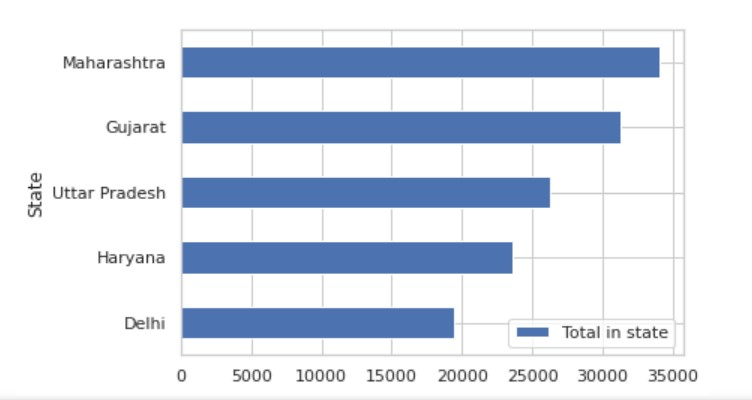 Maharashtra
Gujarat
State
Uttar Pradesh
Haryana
Delhi
Total in state
0 5000 10000 15000 20000 25000 30000 35000